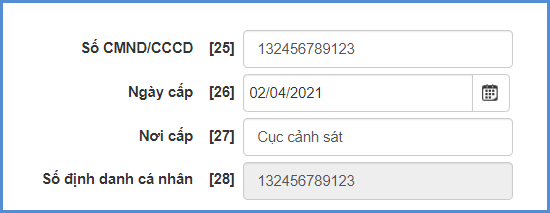 Số CMND/CCCD [25] 132456789123
Ngày cấp [26] 02/04/2021
Nơi cấp [27] Cục cảnh sát
Số định danh cá nhân [28] 132456789123